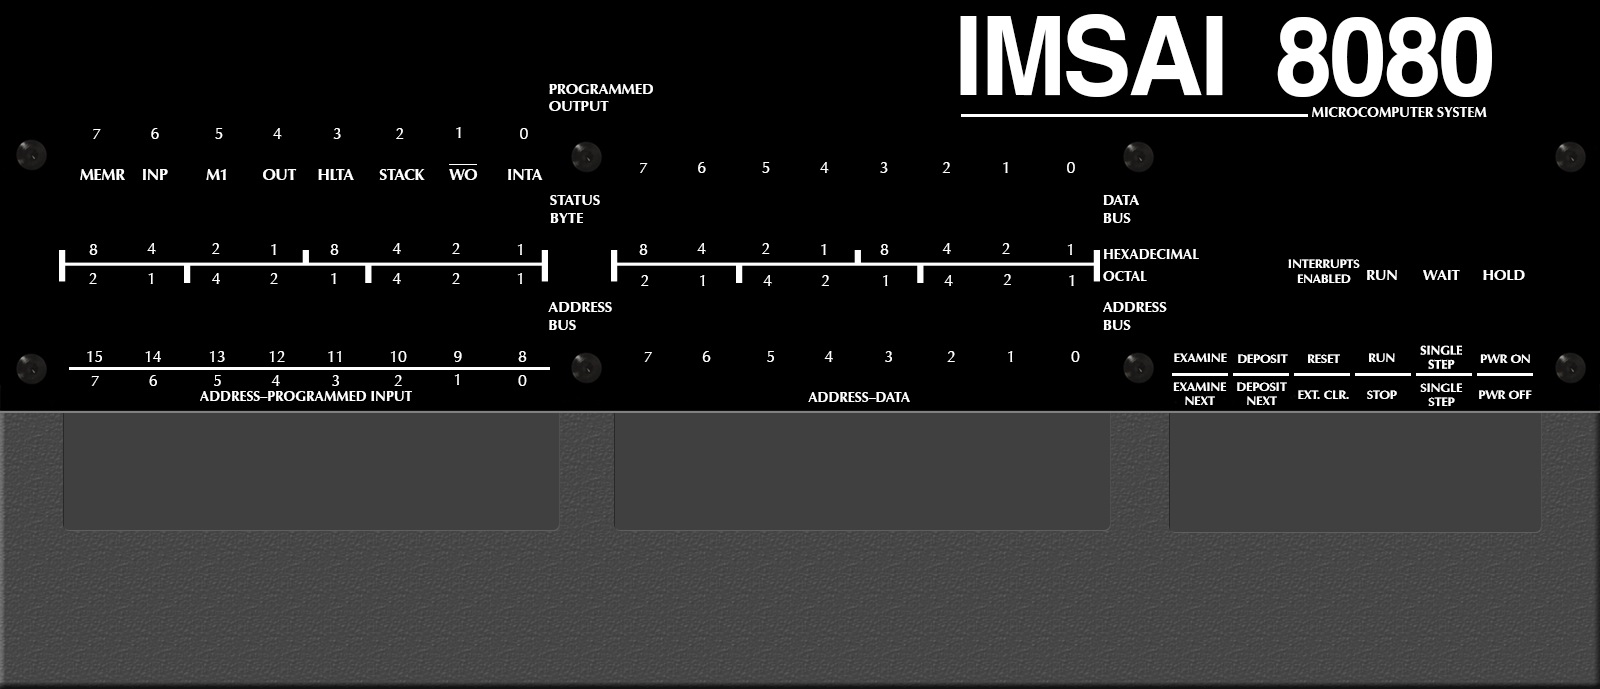 IMSAI 8080
MICROCOMPUTER SYSTEM
PROGRAMMED
OUTPUT
7 6 5 4 3 2 1 0
MEMR INP M1 OUT HLTA STACK W̅O̅ INTA
STATUS
BYTE
7 6 5 4 3 2 1 0
DATA
BUS
8 4 2 1 8 4 2 1
2 1 4 2 1 4 2 1
8 4 2 1 8 4 2 1
HEXADECIMAL
2 1 4 2 1 4 2 1
OCTAL
ADDRESS
BUS
ADDRESS
BUS
INTERRUPTS
ENABLED
RUN WAIT HOLD
15 14 13 12 11 10 9 8
7 6 5 4 3 2 1 0
ADDRESS–PROGRAMMED INPUT
7 6 5 4 3 2 1 0
ADDRESS–DATA
EXAMINE
EXAMINE
NEXT
DEPOSIT
DEPOSIT
NEXT
RESET
EXT. CLR.
RUN
STOP
SINGLE
STEP
SINGLE
STEP
PWR ON
PWR OFF